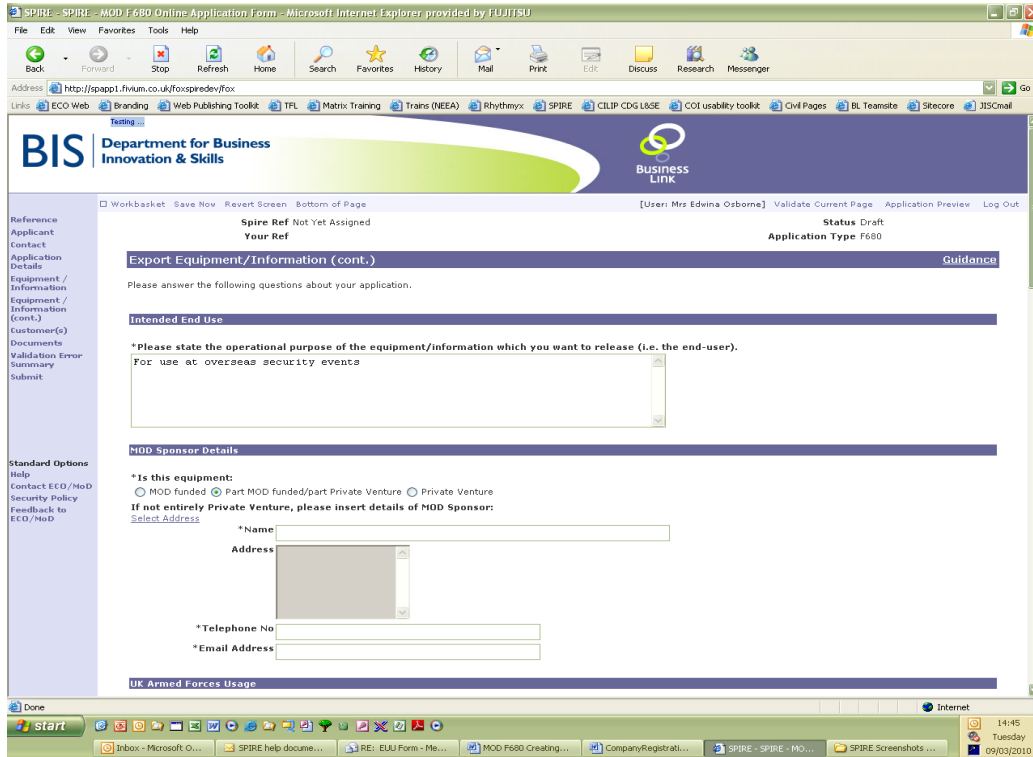 SPIRE - SPIRE - MOD F680 Online Application Form - Microsoft Internet Explorer provided by FUJITSU
File Edit View Favorites Tools Help
Back Forward Stop Refresh Home Search Favorites History Mail Print Edit Discuss Research Messenger
Address http://spapp1.fivium.co.uk/foxspiredev/fox Go
Links ECO Web Branding Web Publishing Toolkit TFL Matrix Training Trains (NEEA) Rhythmyx SPIRE CILIP CDG L&SE COI usability toolkit Civil Pages BL Teamsite Sitecore JISCmail
Testing ...
BIS Department for Business
Innovation & Skills
Business
Link
Workbasket Save Now Revert Screen Bottom of Page [User: Mrs Edwina Osborne] Validate Current Page Application Preview Log Out
Reference
Applicant
Contact
Application
Details
Equipment /
Information
Equipment /
Information
(cont.)
Customer(s)
Documents
Validation Error
Summary
Submit
Standard Options
Help
Contact ECO/MoD
Security Policy
Feedback to
ECO/MoD
Spire Ref Not Yet Assigned Status Draft
Your Ref Application Type F680
Export Equipment/Information (cont.) Guidance
Please answer the following questions about your application.
Intended End Use
*Please state the operational purpose of the equipment/information which you want to release (i.e. the end-user).
For use at overseas security events
MOD Sponsor Details
*Is this equipment:
MOD funded Part MOD funded/part Private Venture Private Venture
If not entirely Private Venture, please insert details of MOD Sponsor:
Select Address
*Name
Address
*Telephone No
*Email Address
UK Armed Forces Usage
Done Internet
start 14:45
Tuesday
09/03/2010
Inbox - Microsoft O... SPIRE help docume... RE: EUU Form - Me... MOD F680 Creating... CompanyRegistrati... SPIRE - SPIRE - MO... SPIRE Screenshots ...